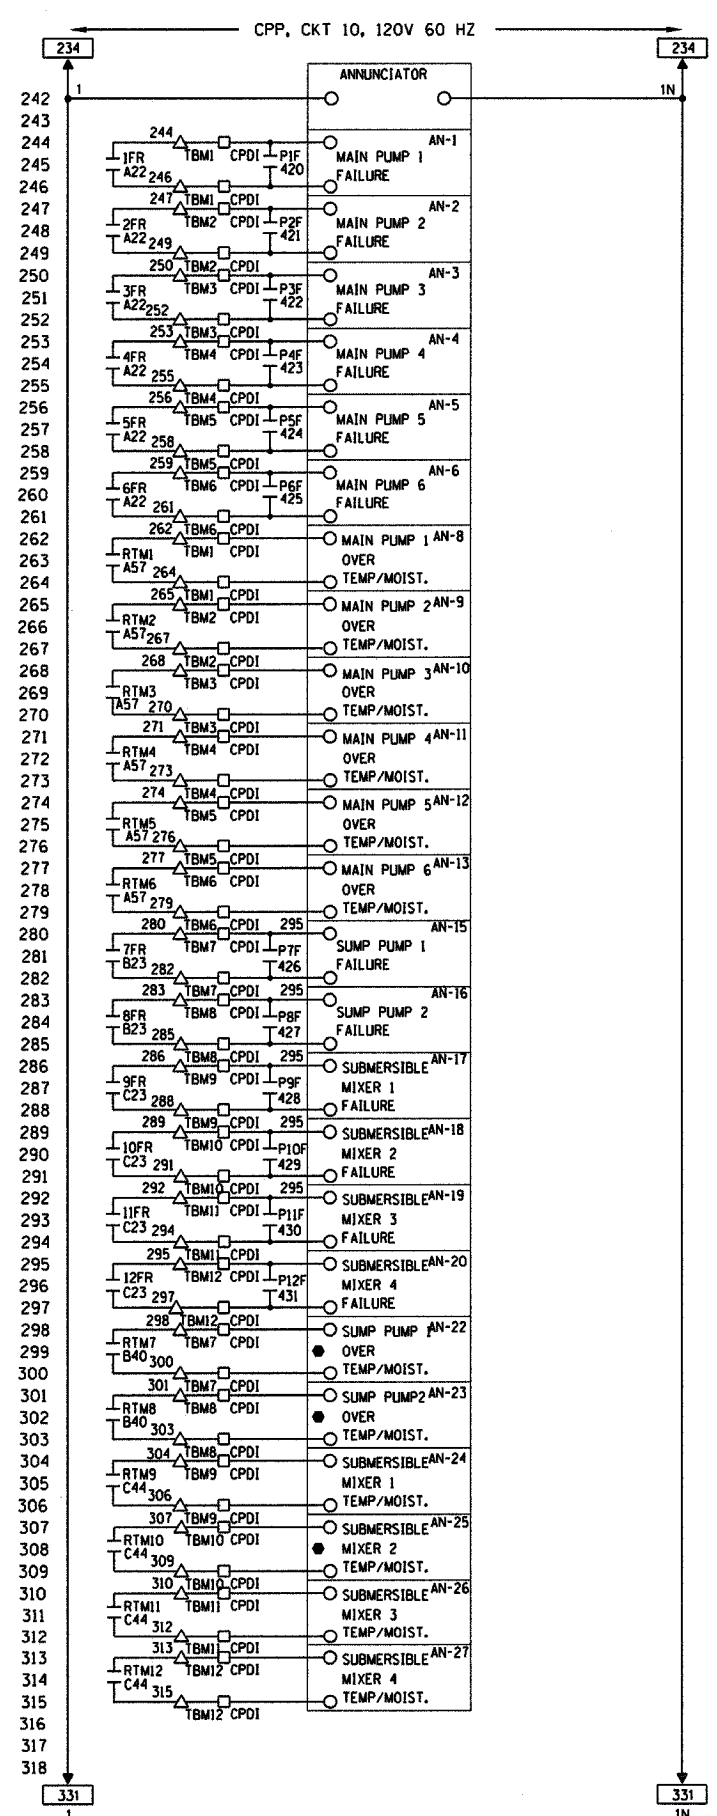 CPP, CKT 10, 120V 60 HZ
234 234
ANNUNCIATOR
242 1 1N
243
244 244 AN-1
TBM1 CPDI P1F
245 1FR A22 420 MAIN PUMP 1
246 246 FAILURE
TBM1 CPDI
247 247 AN-2
TBM2 CPDI P2F
248 2FR A22 421 MAIN PUMP 2
249 249 FAILURE
TBM2 CPDI
250 250 AN-3
TBM3 CPDI P3F
251 3FR A22 422 MAIN PUMP 3
252 252 FAILURE
TBM3 CPDI
253 253 AN-4
TBM4 CPDI P4F
254 4FR A22 423 MAIN PUMP 4
255 255 FAILURE
TBM4 CPDI
256 256 AN-5
TBM5 CPDI P5F
257 5FR A22 424 MAIN PUMP 5
258 258 FAILURE
TBM5 CPDI
259 259 AN-6
TBM6 CPDI P6F
260 6FR A22 425 MAIN PUMP 6
261 261 FAILURE
TBM6 CPDI
262 262 MAIN PUMP 1 AN-8
TBM1 CPDI
263 RTM1 A57 OVER
264 264 TEMP/MOIST.
TBM1 CPDI
265 265 MAIN PUMP 2 AN-9
TBM2 CPDI
266 RTM2 A57 OVER
267 267 TEMP/MOIST.
TBM2 CPDI
268 268 MAIN PUMP 3 AN-10
TBM3 CPDI
269 RTM3 A57 OVER
270 270 TEMP/MOIST.
TBM3 CPDI
271 271 MAIN PUMP 4 AN-11
TBM4 CPDI
272 RTM4 A57 OVER
273 273 TEMP/MOIST.
TBM4 CPDI
274 274 MAIN PUMP 5 AN-12
TBM5 CPDI
275 RTM5 A57 OVER
276 276 TEMP/MOIST.
TBM5 CPDI
277 277 MAIN PUMP 6 AN-13
TBM6 CPDI
278 RTM6 A57 OVER
279 279 TEMP/MOIST.
TBM6 CPDI
280 280 295 AN-15
TBM7 CPDI P7F
281 7FR B23 426 SUMP PUMP 1
282 282 FAILURE
TBM7 CPDI
283 283 295 AN-16
TBM8 CPDI P8F
284 8FR B23 427 SUMP PUMP 2
285 285 FAILURE
TBM8 CPDI
286 286 295 SUBMERSIBLE AN-17
TBM9 CPDI P9F
287 9FR C23 428 MIXER 1
288 288 FAILURE
TBM9 CPDI
289 289 295 SUBMERSIBLE AN-18
TBM10 CPDI P10F
290 10FR C23 429 MIXER 2
291 291 FAILURE
TBM10 CPDI
292 292 295 SUBMERSIBLE AN-19
TBM11 CPDI P11F
293 11FR C23 430 MIXER 3
294 294 FAILURE
TBM11 CPDI
295 295 SUBMERSIBLE AN-20
TBM12 CPDI P12F
296 12FR C23 431 MIXER 4
297 297 FAILURE
TBM12 CPDI
298 298 SUMP PUMP 1 AN-22
TBM7 CPDI
299 RTM7 B40 OVER
300 300 TEMP/MOIST.
TBM7 CPDI
301 301 SUMP PUMP2 AN-23
TBM8 CPDI
302 RTM8 B40 OVER
303 303 TEMP/MOIST.
TBM8 CPDI
304 304 SUBMERSIBLE AN-24
TBM9 CPDI
305 RTM9 C44 MIXER 1
306 306 TEMP/MOIST.
TBM9 CPDI
307 307 SUBMERSIBLE AN-25
TBM10 CPDI
308 RTM10 C44 MIXER 2
309 309 TEMP/MOIST.
TBM10 CPDI
310 310 SUBMERSIBLE AN-26
TBM11 CPDI
311 RTM11 C44 MIXER 3
312 312 TEMP/MOIST.
TBM11 CPDI
313 313 SUBMERSIBLE AN-27
TBM12 CPDI
314 RTM12 C44 MIXER 4
315 315 TEMP/MOIST.
TBM12 CPDI
316
317
318
331 331
1 1N